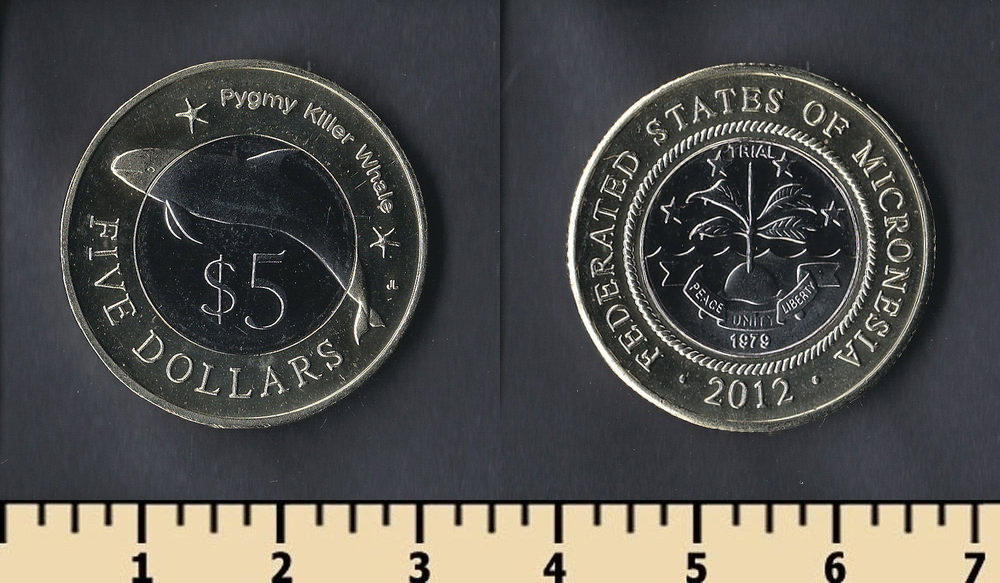 Pygmy Killer Whale
$5
JL
FIVE DOLLARS
FEDERATED STATES OF MICRONESIA
TRIAL
PEACE UNITY LIBERTY
1979
· 2012 ·
1 2 3 4 5 6 7